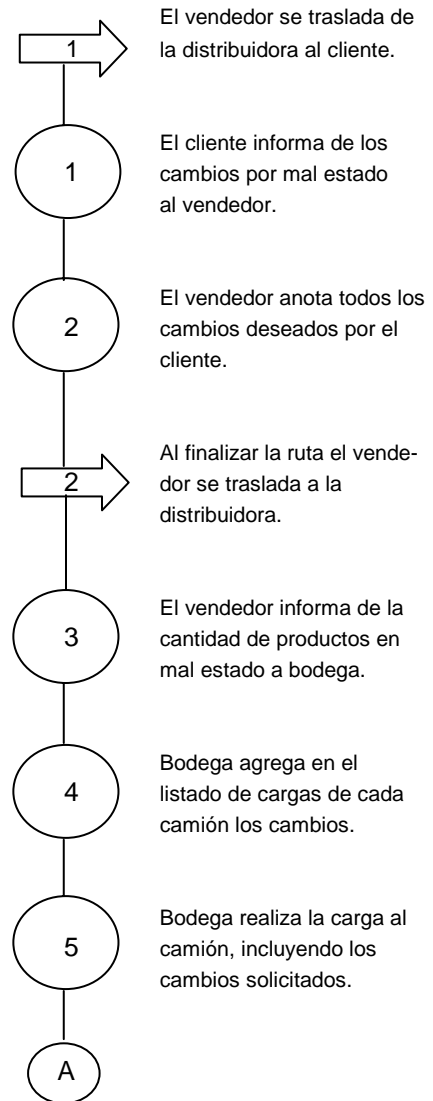 El vendedor se traslada de
1
la distribuidora al cliente.
El cliente informa de los
1
cambios por mal estado
al vendedor.
El vendedor anota todos los
2
cambios deseados por el
cliente.
Al finalizar la ruta el vende-
2
dor se traslada a la
distribuidora.
El vendedor informa de la
3
cantidad de productos en
mal estado a bodega.
Bodega agrega en el
4
listado de cargas de cada
camión los cambios.
Bodega realiza la carga al
5
camión, incluyendo los
cambios solicitados.
A